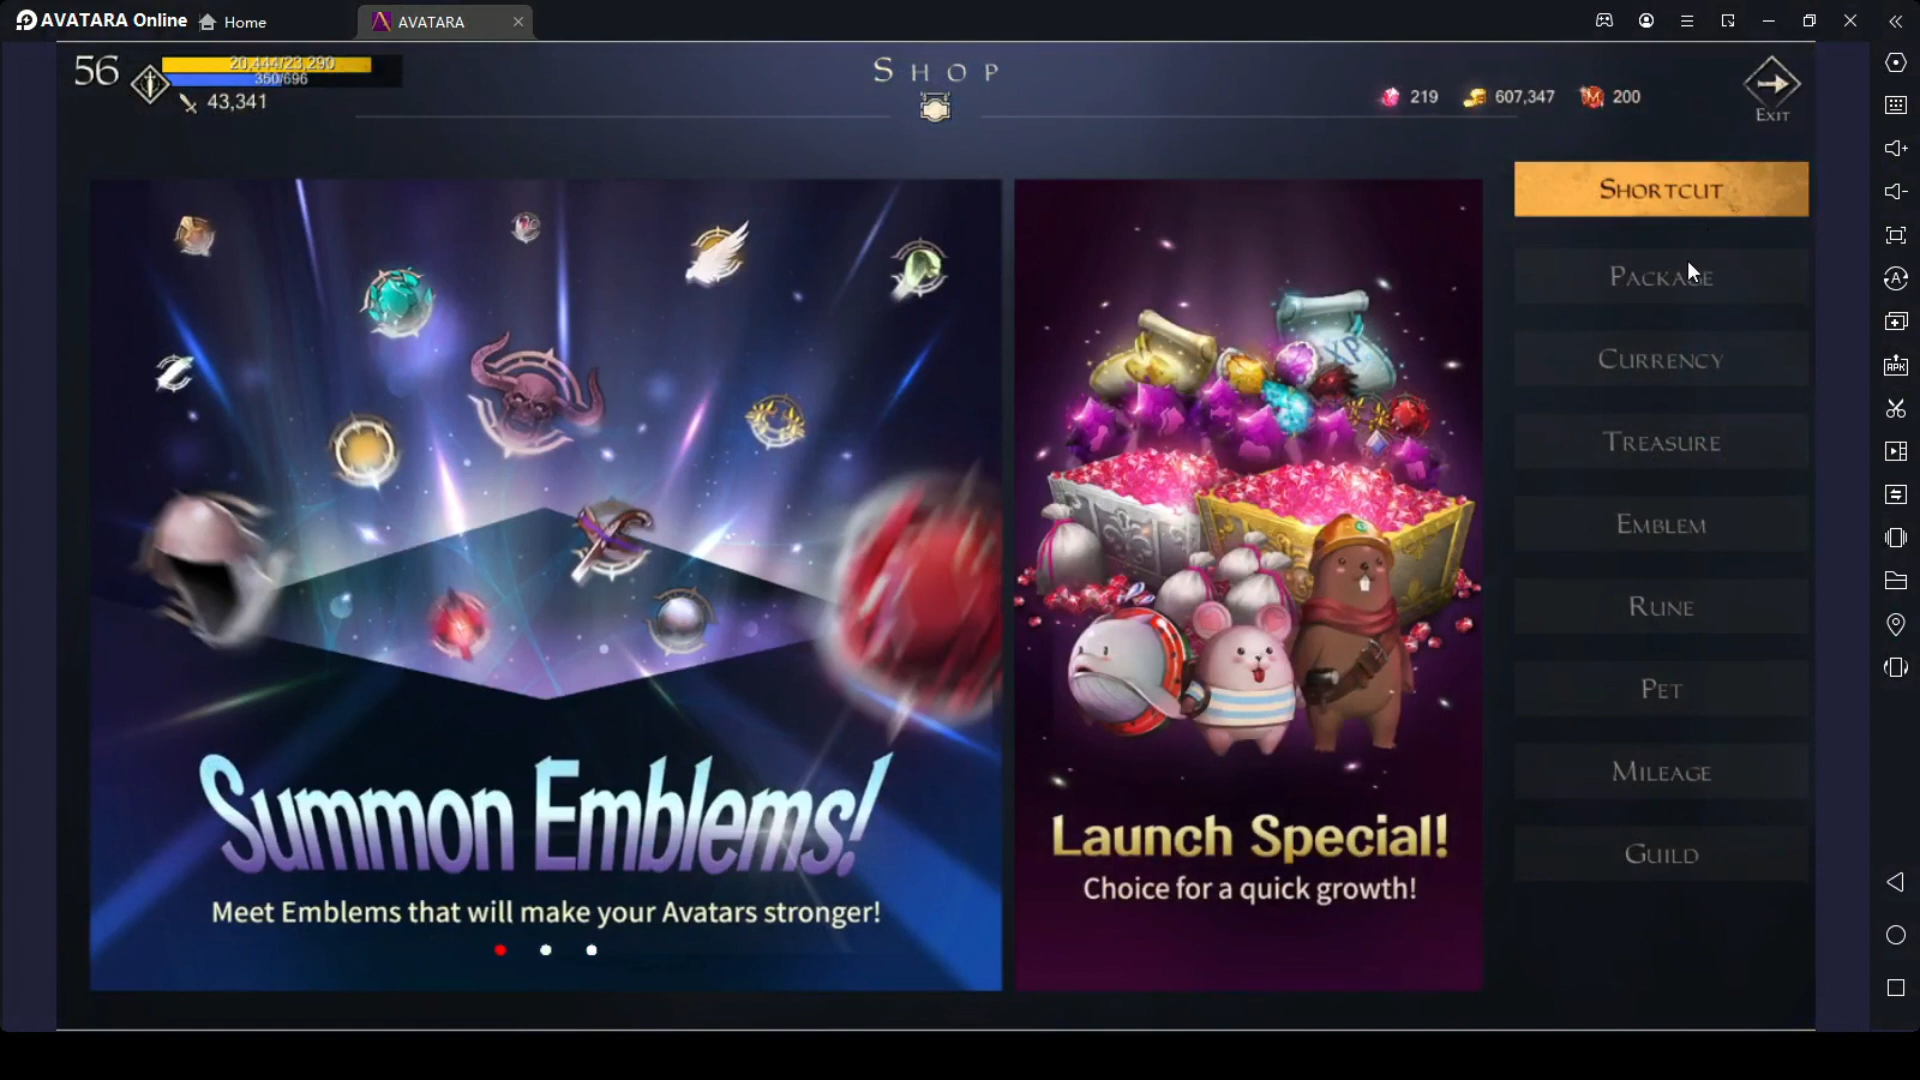 AVATARA Online
Home
AVATARA
56
20,444/23,290
350/696
43,341
SHOP
219
607,347
200
EXIT
SHORTCUT
PACKAGE
CURRENCY
TREASURE
EMBLEM
RUNE
PET
MILEAGE
GUILD
XP
Summon Emblems!
Meet Emblems that will make your Avatars stronger!
Launch Special!
Choice for a quick growth!
APK